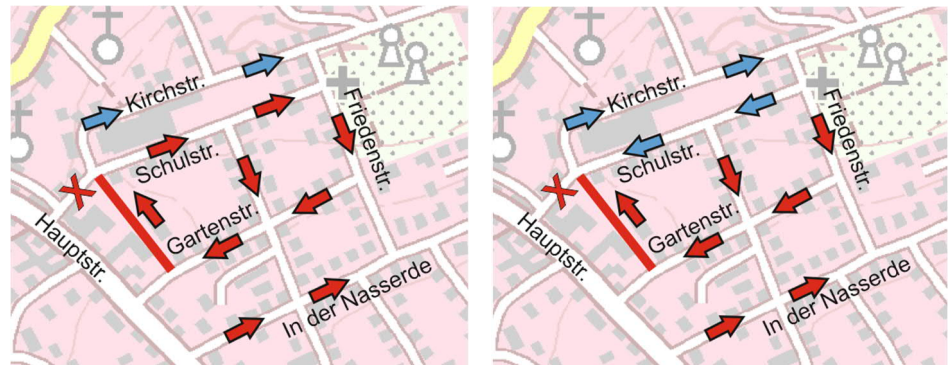 Kirchstr.
Schulstr.
Friedenstr.
Gartenstr.
Hauptstr.
In der Nasserde
Kirchstr.
Schulstr.
Friedenstr.
Gartenstr.
Hauptstr.
In der Nasserde